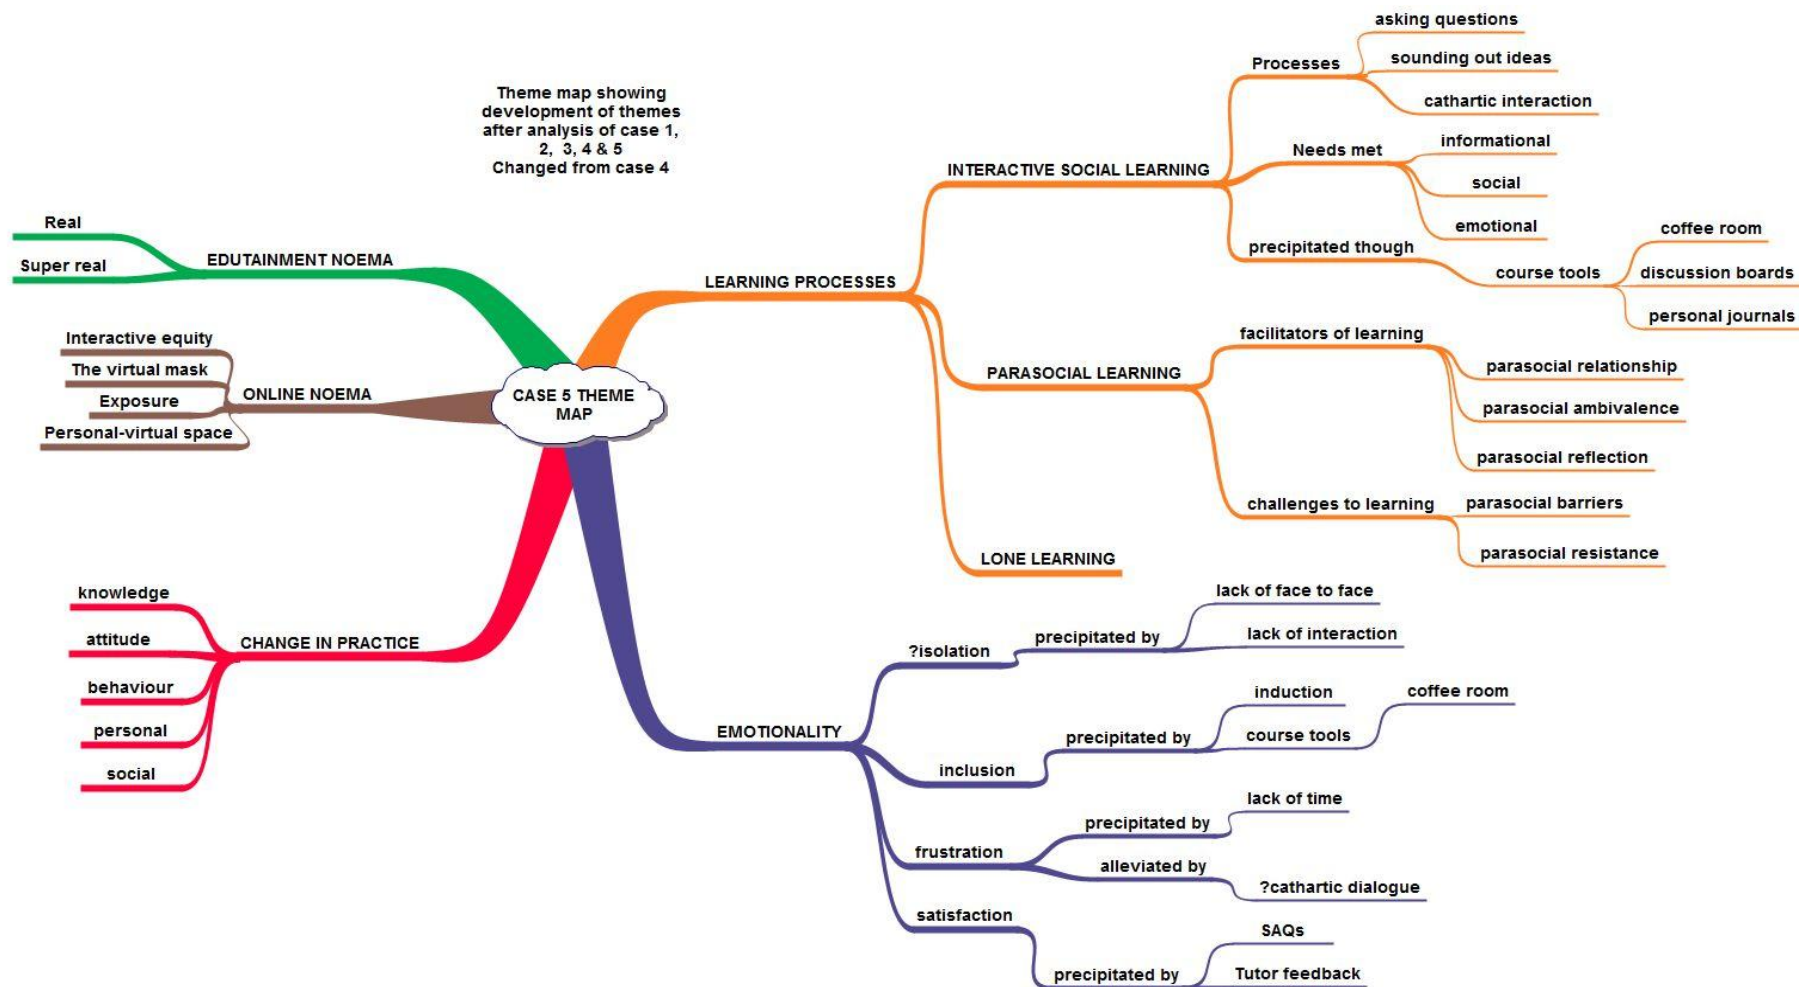 Theme map showing
development of themes
after analysis of case 1,
2, 3, 4 & 5
Changed from case 4
CASE 5 THEME
MAP
EDUTAINMENT NOEMA
Real
Super real
ONLINE NOEMA
Interactive equity
The virtual mask
Exposure
Personal-virtual space
CHANGE IN PRACTICE
knowledge
attitude
behaviour
personal
social
LEARNING PROCESSES
INTERACTIVE SOCIAL LEARNING
Processes
asking questions
sounding out ideas
cathartic interaction
Needs met
informational
social
emotional
precipitated though
course tools
coffee room
discussion boards
personal journals
PARASOCIAL LEARNING
facilitators of learning
parasocial relationship
parasocial ambivalence
parasocial reflection
challenges to learning
parasocial barriers
parasocial resistance
LONE LEARNING
EMOTIONALITY
?isolation
precipitated by
lack of face to face
lack of interaction
inclusion
precipitated by
induction
course tools
coffee room
frustration
precipitated by
lack of time
alleviated by
?cathartic dialogue
satisfaction
precipitated by
SAQs
Tutor feedback